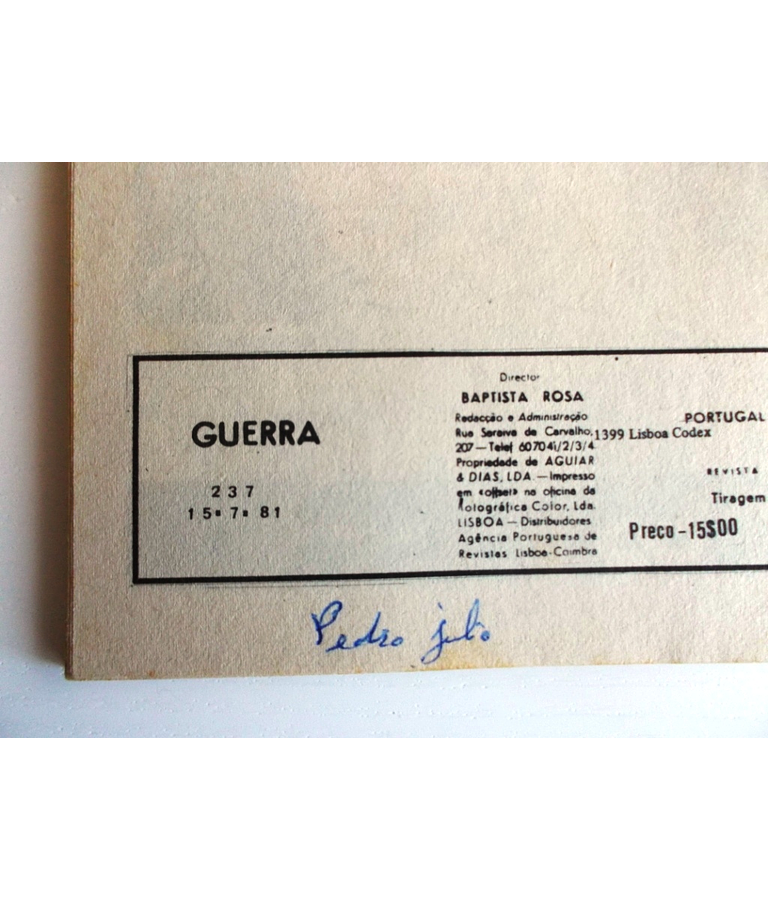 GUERRA
237
15•7•81
Director
BAPTISTA ROSA
Redacção e Administração
Rua Saraiva de Carvalho,
207—Telef 607041/2/3/4
Propriedade de AGUIAR
& DIAS, LDA.—Impresso
em «offset» na oficina da
Fotográfica Color, Lda.
LISBOA — Distribuidores
Agência Portuguesa de
Revistas Lisboa-Coimbra
PORTUGAL
1399 Lisboa Codex
REVISTA
Tiragem
Preco-15$00
Pedro julio